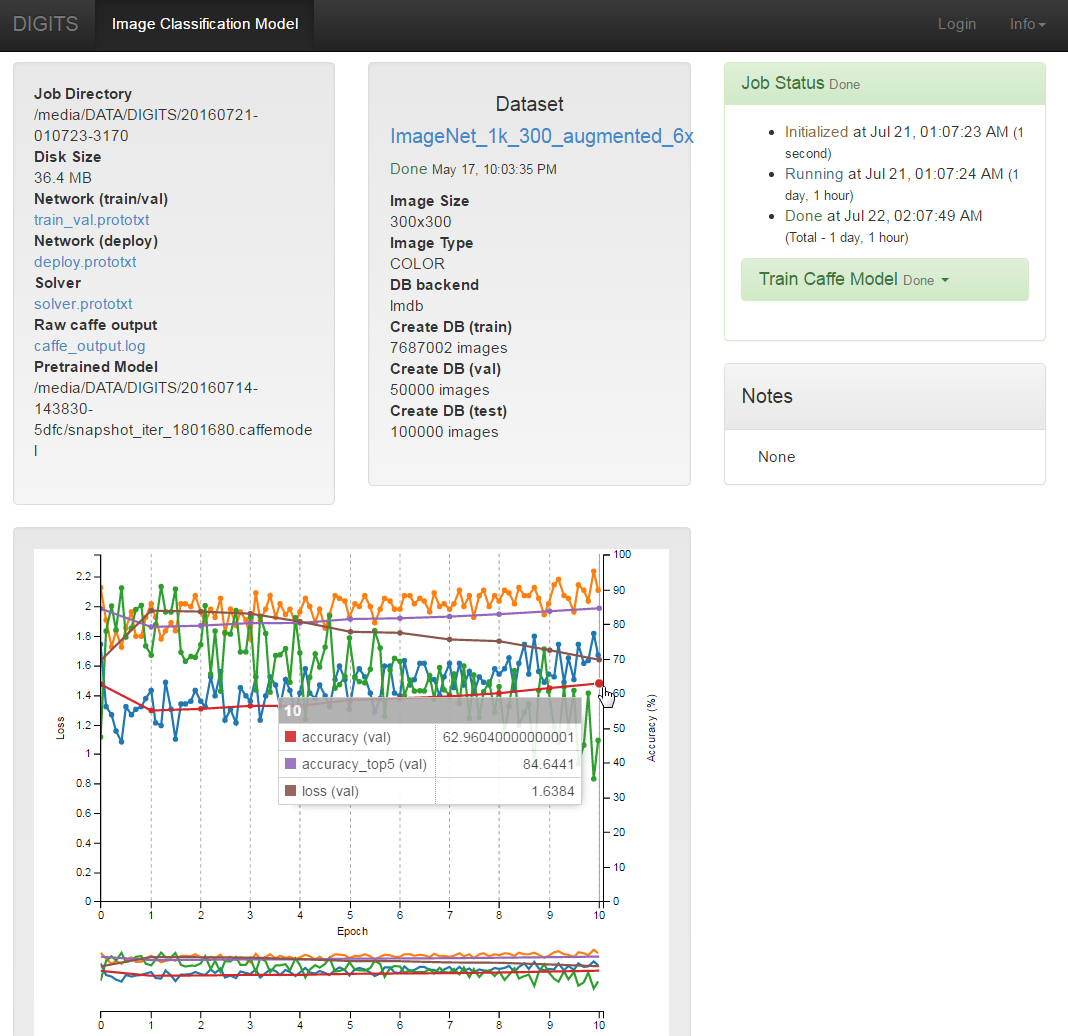 DIGITS
Image Classification Model
Login
Info
Job Directory
/media/DATA/DIGITS/20160721-
010723-3170
Disk Size
36.4 MB
Network (train/val)
train_val.prototxt
Network (deploy)
deploy.prototxt
Solver
solver.prototxt
Raw caffe output
caffe_output.log
Pretrained Model
/media/DATA/DIGITS/20160714-
143830-
5dfc/snapshot_iter_1801680.caffemode
l
Dataset
ImageNet_1k_300_augmented_6x
Done May 17, 10:03:35 PM
Image Size
300x300
Image Type
COLOR
DB backend
lmdb
Create DB (train)
7687002 images
Create DB (val)
50000 images
Create DB (test)
100000 images
Job Status Done
Initialized at Jul 21, 01:07:23 AM (1
second)
Running at Jul 21, 01:07:24 AM (1
day, 1 hour)
Done at Jul 22, 02:07:49 AM
(Total - 1 day, 1 hour)
Train Caffe Model Done
Notes
None
2.2
2
1.8
1.6
1.4
1.2
1
0.8
0.6
0.4
0.2
0
Loss
100
90
80
70
60
50
40
30
20
10
0
Accuracy (%)
10
accuracy (val) 62.96040000000001
accuracy_top5 (val) 84.6441
loss (val) 1.6384
0 1 2 3 4 5 6 7 8 9 10
Epoch
0 1 2 3 4 5 6 7 8 9 10